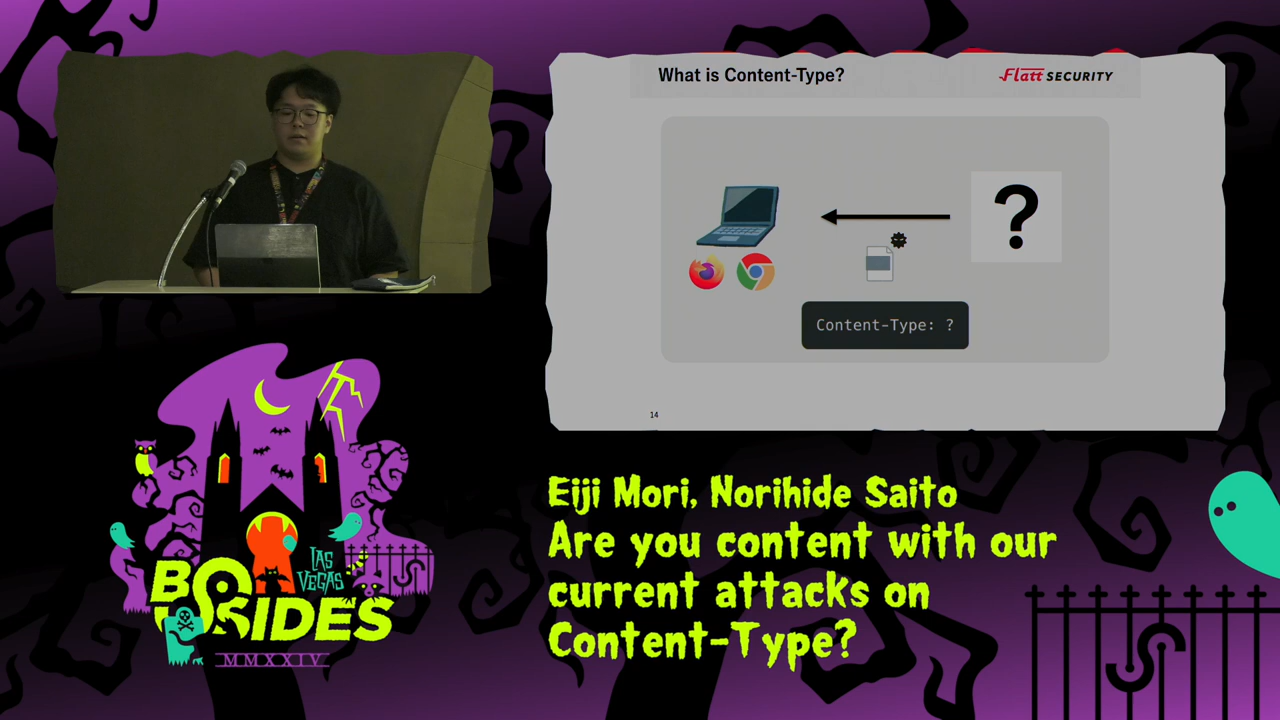 What is Content-Type?
Flatt SECURITY
?
Content-Type: ?
14
LAS
VEGAS
BSIDES
MMXXIV
Eiji Mori, Norihide Saito
Are you content with our
current attacks on
Content-Type?